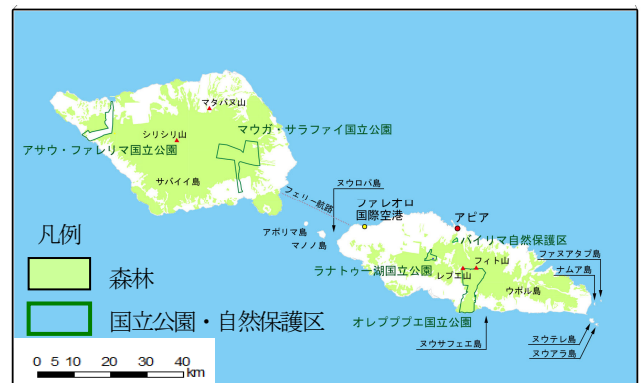 マタバヌ山
シリシリ山
マウガ・サラファイ国立公園
アサウ・ファレリマ国立公園
サバイイ島
フェリー航路
ヌウロバ島
ファレオロ
国際空港
アピア
アポリマ島
マノノ島
バイリマ自然保護区
ファヌアタプ島
ナムア島
ラナトゥー湖国立公園
フィト山
レプエ山
ウポル島
オレププブエ国立公園
ヌウサフェエ島
ヌウテレ島
ヌウアラ島
凡例
森林
国立公園・自然保護区
0 5 10 20 30 40
km